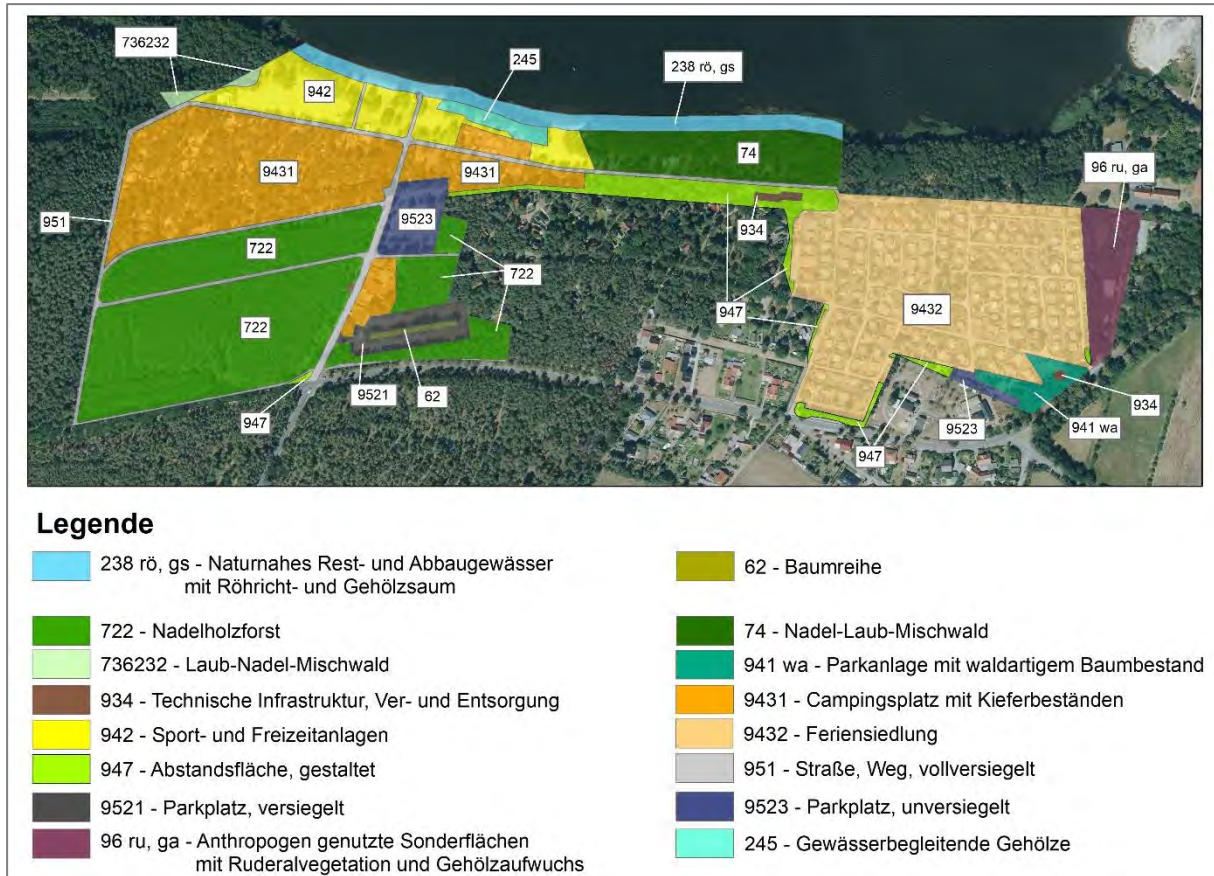 736232
245
238 rö, gs
942
74
96 ru, ga
9431
9431
951
9523
934
722
722
947
9432
722
722
9521
62
947
9523
934
941 wa
947
947
Legende
238 rö, gs - Naturnahes Rest- und Abbaugewässer
mit Röhricht- und Gehölzsaum
722 - Nadelholzforst
736232 - Laub-Nadel-Mischwald
934 - Technische Infrastruktur, Ver- und Entsorgung
942 - Sport- und Freizeitanlagen
947 - Abstandsfläche, gestaltet
9521 - Parkplatz, versiegelt
96 ru, ga - Anthropogen genutzte Sonderflächen
mit Ruderalvegetation und Gehölzaufwuchs
62 - Baumreihe
74 - Nadel-Laub-Mischwald
941 wa - Parkanlage mit waldartigem Baumbestand
9431 - Campingsplatz mit Kieferbeständen
9432 - Feriensiedlung
951 - Straße, Weg, vollversiegelt
9523 - Parkplatz, unversiegelt
245 - Gewässerbegleitende Gehölze